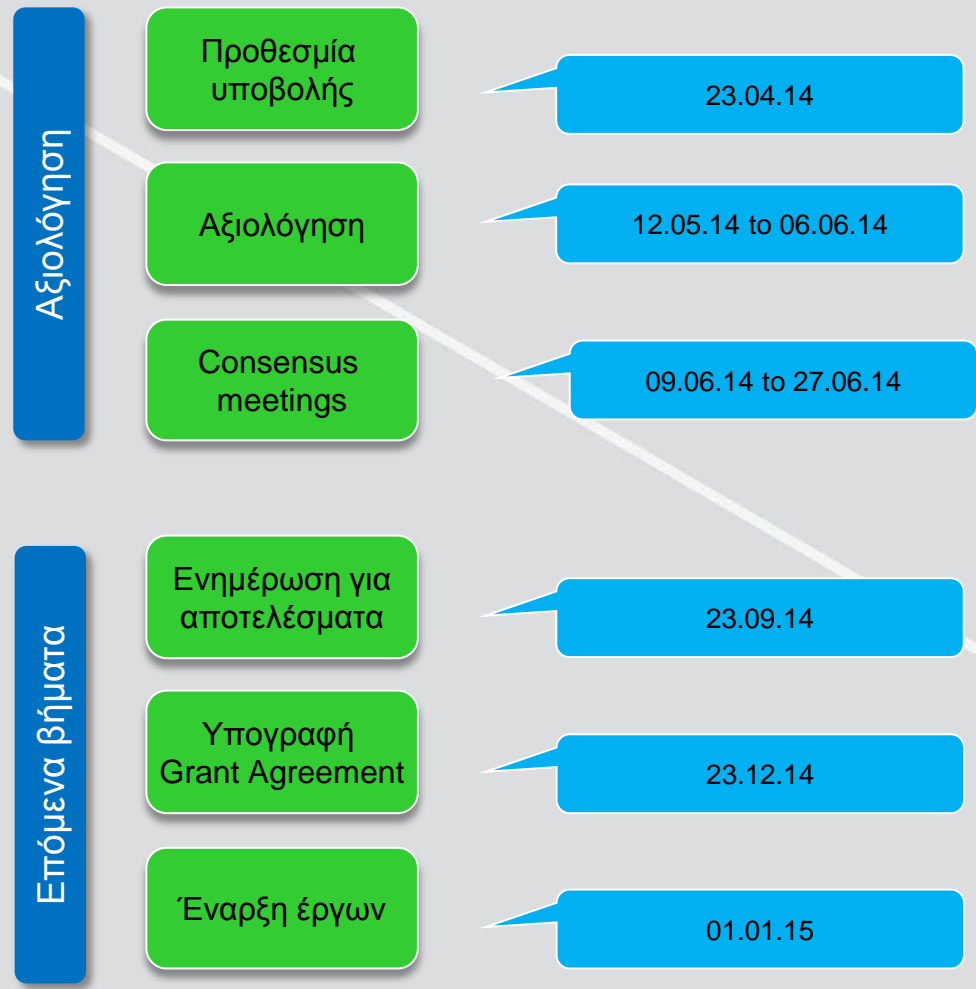 Αξιολόγηση
Προθεσμία
υποβολής
23.04.14
Αξιολόγηση
12.05.14 to 06.06.14
Consensus
meetings
09.06.14 to 27.06.14
Επόμενα βήματα
Ενημέρωση για
αποτελέσματα
23.09.14
Υπογραφή
Grant Agreement
23.12.14
Έναρξη έργων
01.01.15